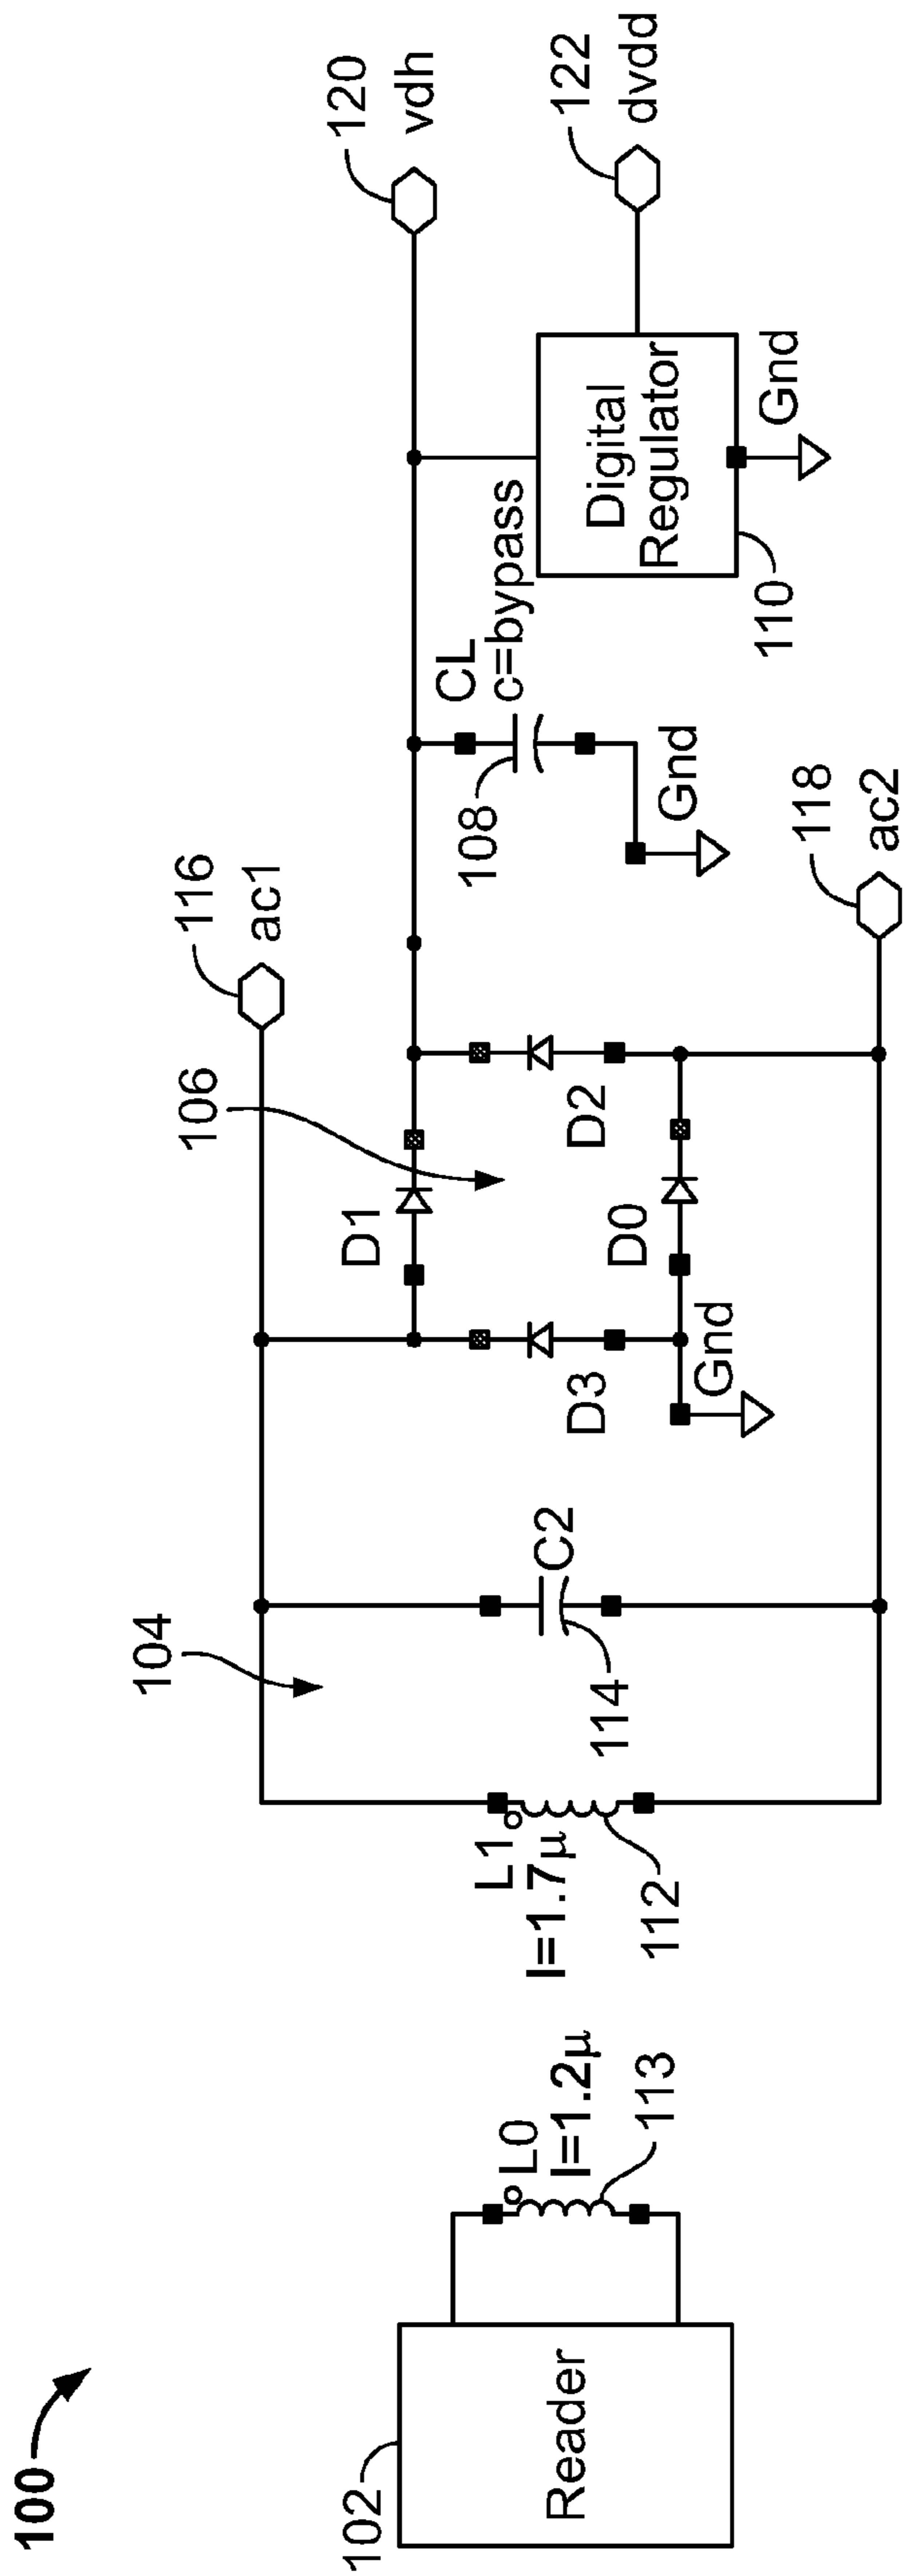 100
102
Reader
L0
l=1.2µ
113
L1
l=1.7µ
112
104
C2
114
116
ac1
106
D1
D3
D2
D0
Gnd
120
vdh
CL
c=bypass
108
Gnd
118
ac2
Digital
Regulator
110
Gnd
122
dvdd